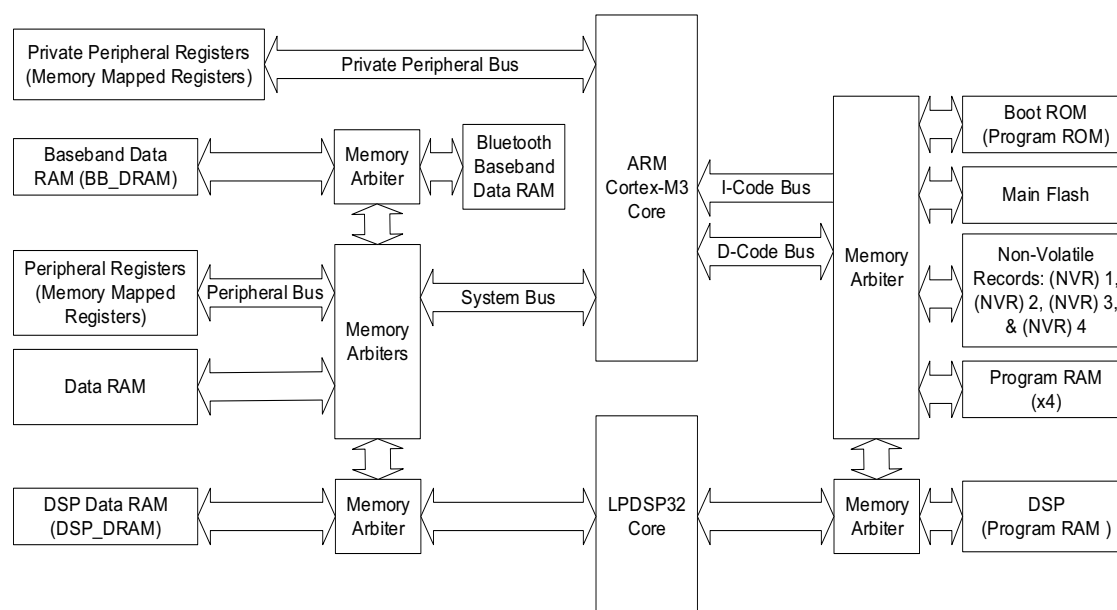 Private Peripheral Registers
(Memory Mapped Registers)
Private Peripheral Bus
Baseband Data
RAM (BB_DRAM)
Memory
Arbiter
Bluetooth
Baseband
Data RAM
Peripheral Registers
(Memory Mapped
Registers)
Peripheral Bus
Memory
Arbiters
System Bus
Data RAM
DSP Data RAM
(DSP_DRAM)
Memory
Arbiter
ARM
Cortex-M3
Core
I-Code Bus
D-Code Bus
LPDSP32
Core
Memory
Arbiter
Boot ROM
(Program ROM)
Main Flash
Non-Volatile
Records: (NVR) 1,
(NVR) 2, (NVR) 3,
& (NVR) 4
Program RAM
(x4)
Memory
Arbiter
DSP
(Program RAM )